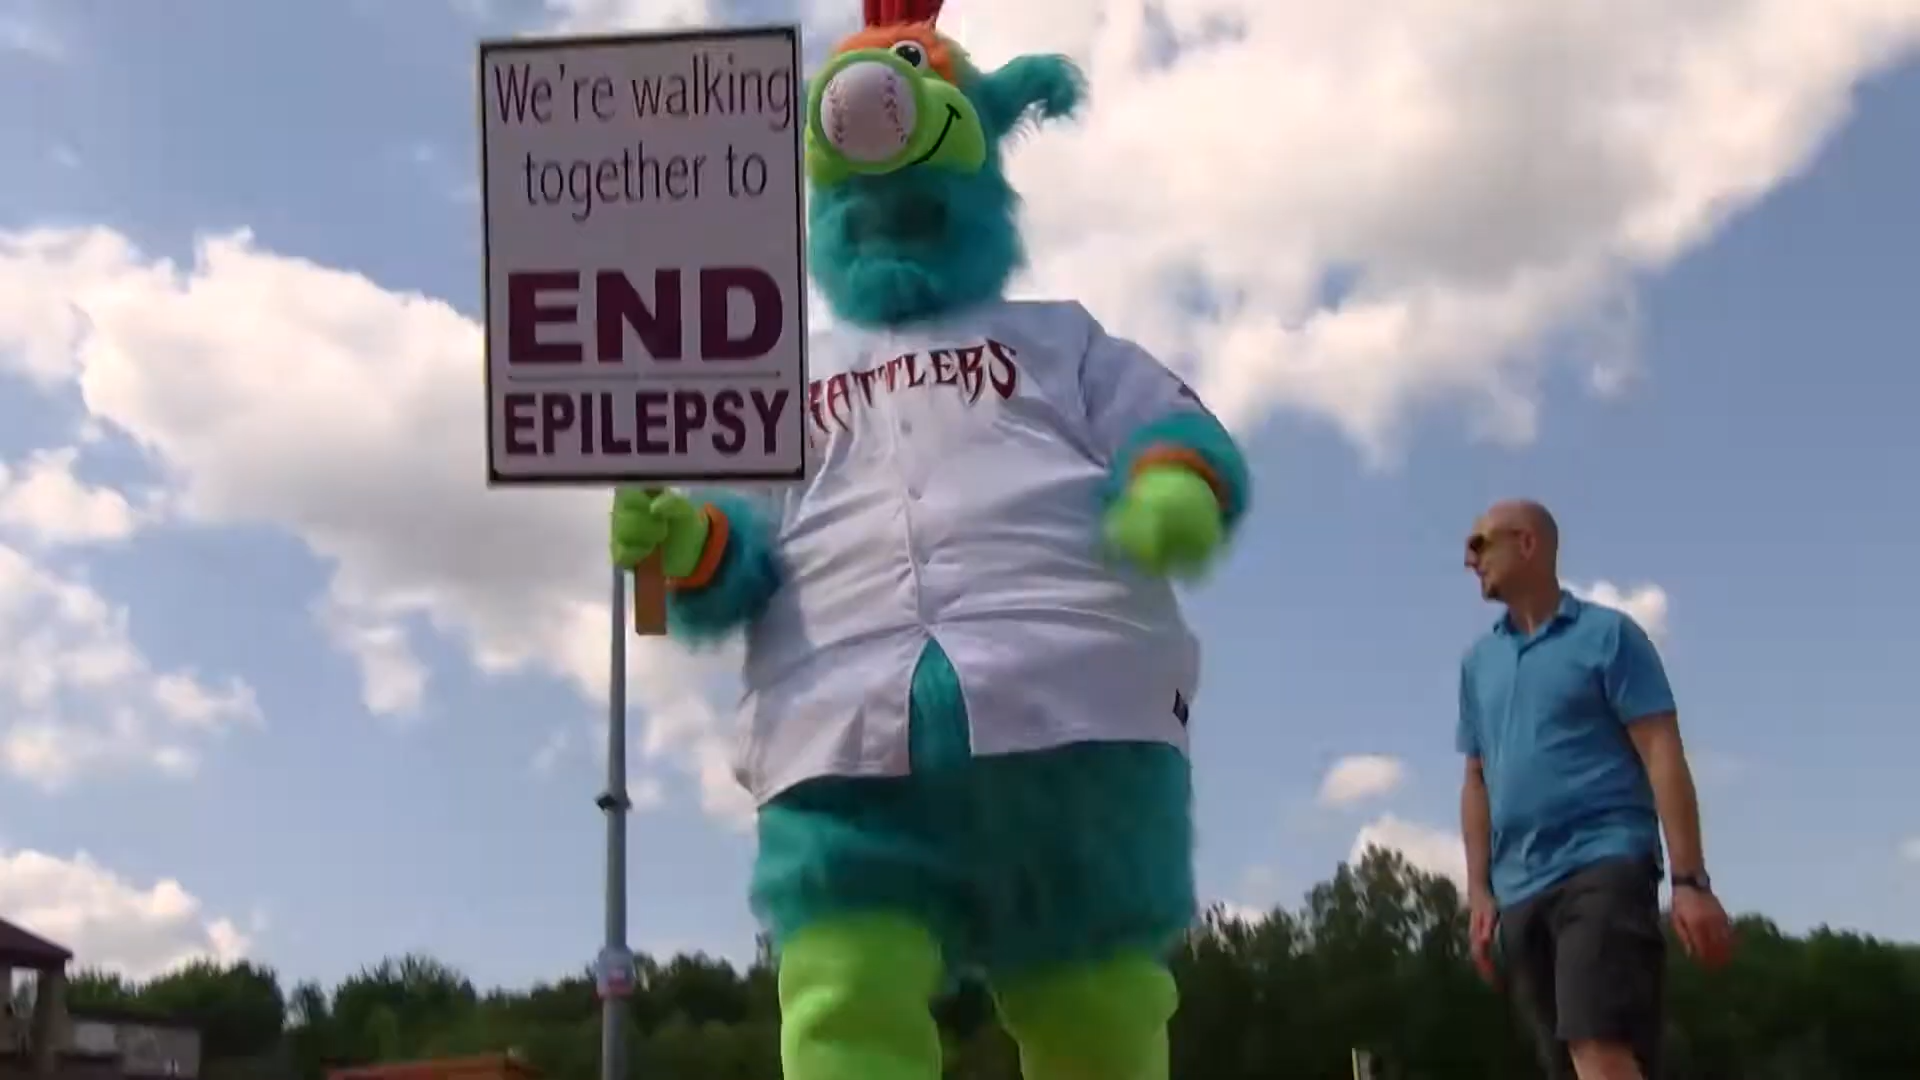 We're walking
together to
END
EPILEPSY
RATTLERS